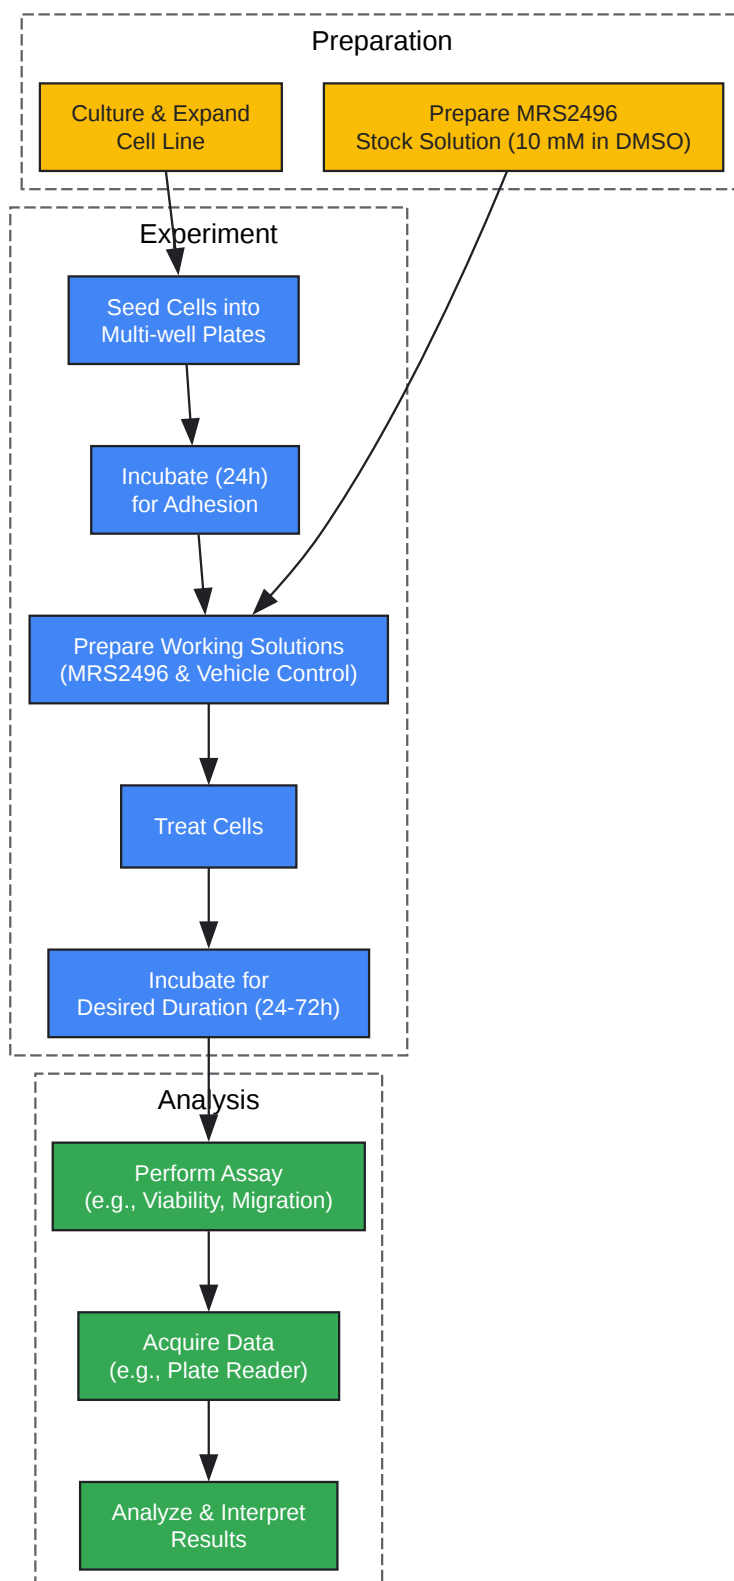 Preparation
Culture & Expand
Cell Line
Prepare MRS2496
Stock Solution (10 mM in DMSO)
Experiment
Seed Cells into
Multi-well Plates
Incubate (24h)
for Adhesion
Prepare Working Solutions
(MRS2496 & Vehicle Control)
Treat Cells
Incubate for
Desired Duration (24-72h)
Analysis
Perform Assay
(e.g., Viability, Migration)
Acquire Data
(e.g., Plate Reader)
Analyze & Interpret
Results